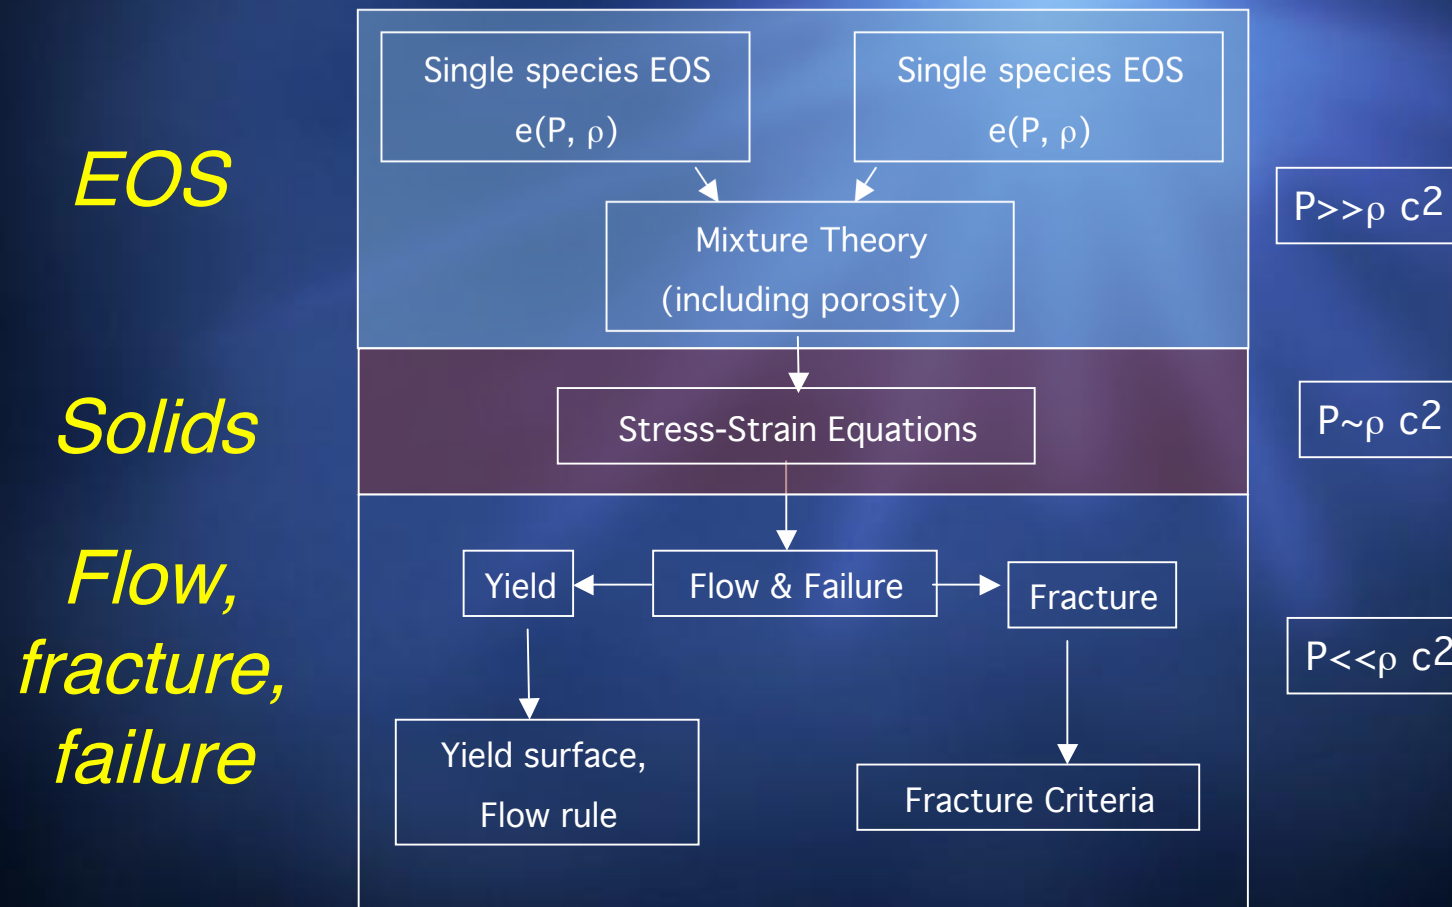 Single species EOS
e(P, ρ)
Single species EOS
e(P, ρ)
EOS
P>>ρ c2
Mixture Theory
(including porosity)
Solids
Stress-Strain Equations
P~ρ c2
Flow,
fracture,
failure
Yield
Flow & Failure
Fracture
P<<ρ c2
Yield surface,
Flow rule
Fracture Criteria